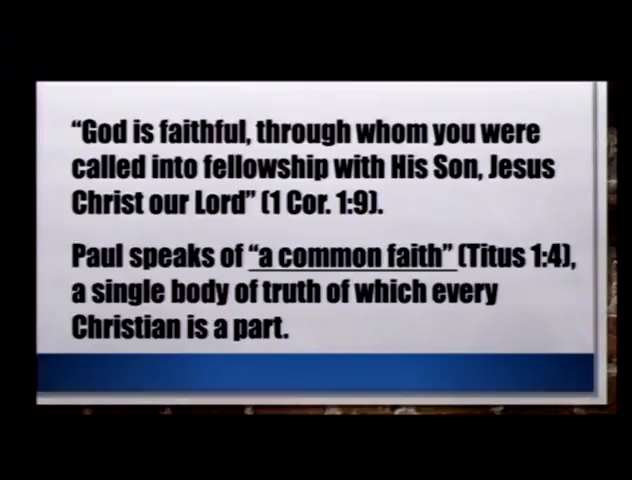 “God is faithful, through whom you were
called into fellowship with His Son, Jesus
Christ our Lord” (1 Cor. 1:9).
Paul speaks of “a common faith” (Titus 1:4),
a single body of truth of which every
Christian is a part.